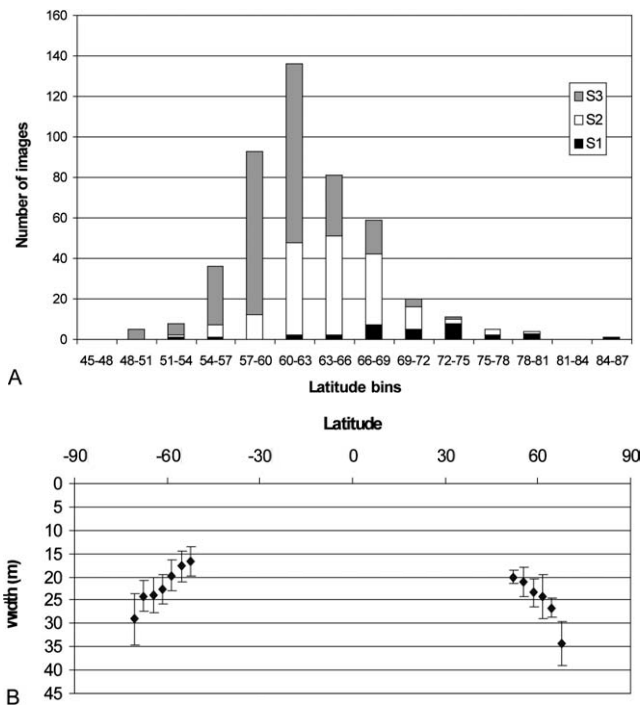 160
140
120
100
80
60
40
20
0
Number of images
S3
S2
S1
45-48 48-51 51-54 54-57 57-60 60-63 63-66 66-69 69-72 72-75 75-78 78-81 81-84 84-87
A
Latitude bins
Latitude
-90 -60 -30 0 30 60 90
0
5
10
15
20
25
30
35
40
45
Width (m)
B